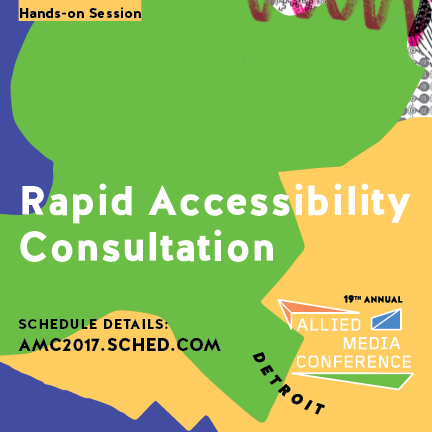 Hands-on Session
Rapid Accessibility
Consultation
19TH ANNUAL
ALLIED
MEDIA
CONFERENCE
SCHEDULE DETAILS:
AMC2017.SCHED.COM
DETROIT